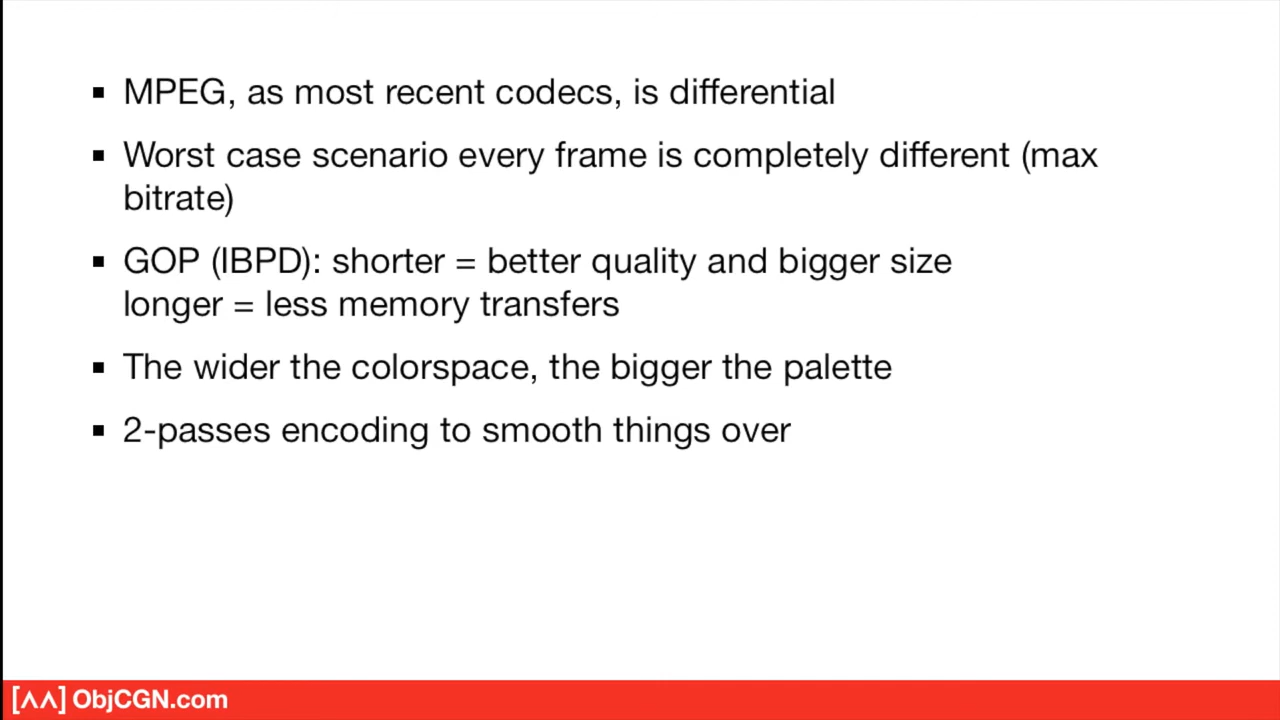 ▪ MPEG, as most recent codecs, is differential
▪ Worst case scenario every frame is completely different (max
bitrate)
▪ GOP (IBPD): shorter = better quality and bigger size
longer = less memory transfers
▪ The wider the colorspace, the bigger the palette
▪ 2-passes encoding to smooth things over
[ʌʌ] ObjCGN.com